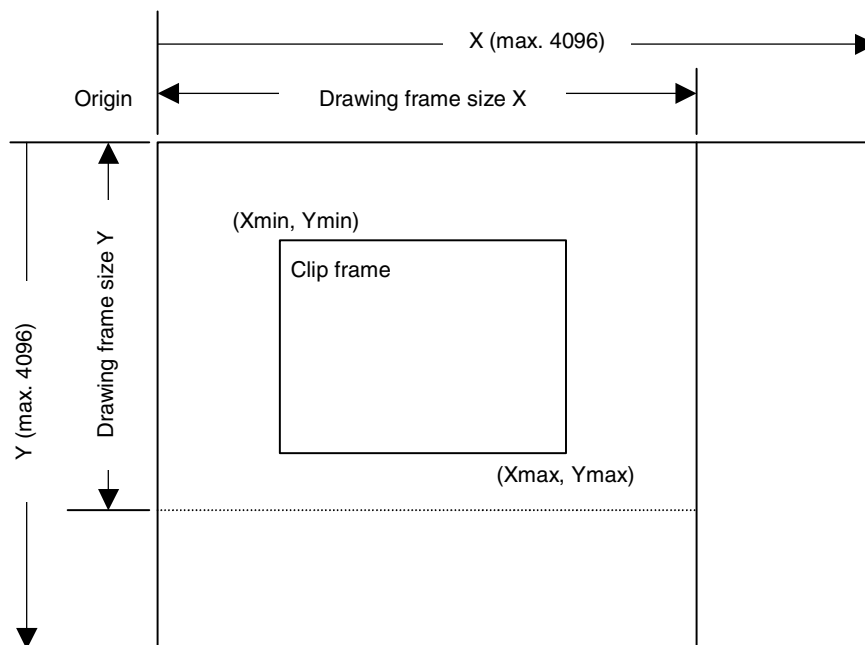 X (max. 4096)
Origin
Drawing frame size X
Y (max. 4096)
Drawing frame size Y
(Xmin, Ymin)
Clip frame
(Xmax, Ymax)